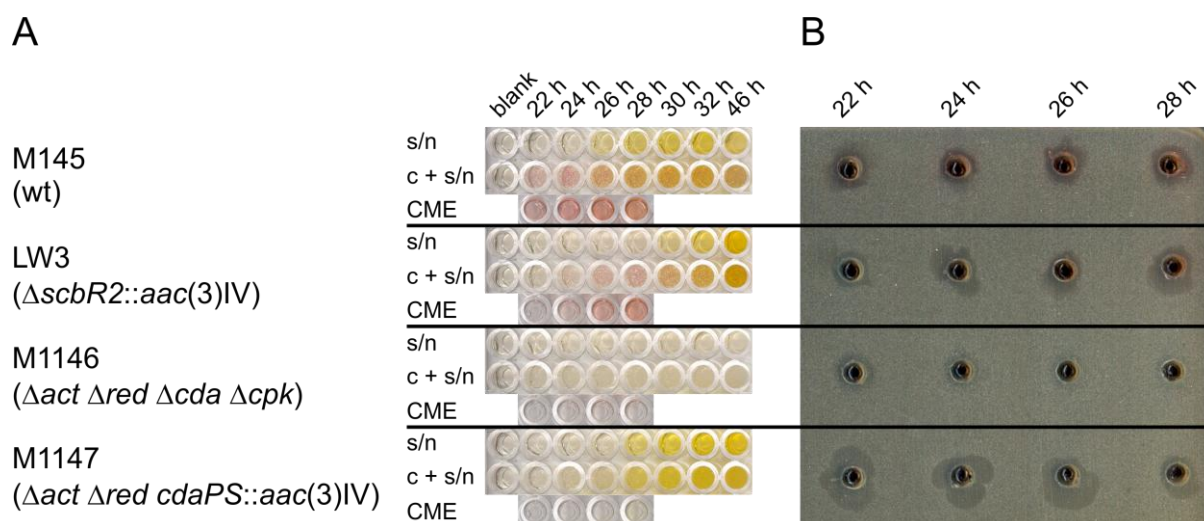 A
B
blank 22 h 24 h 26 h 28 h 30 h 32 h 46 h
22 h 24 h 26 h 28 h
M145
(wt)
s/n
c + s/n
CME
LW3
(ΔscbR2::aac(3)IV)
s/n
c + s/n
CME
M1146
(Δact Δred Δcda Δcpk)
s/n
c + s/n
CME
M1147
(Δact Δred cdaPS::aac(3)IV)
s/n
c + s/n
CME